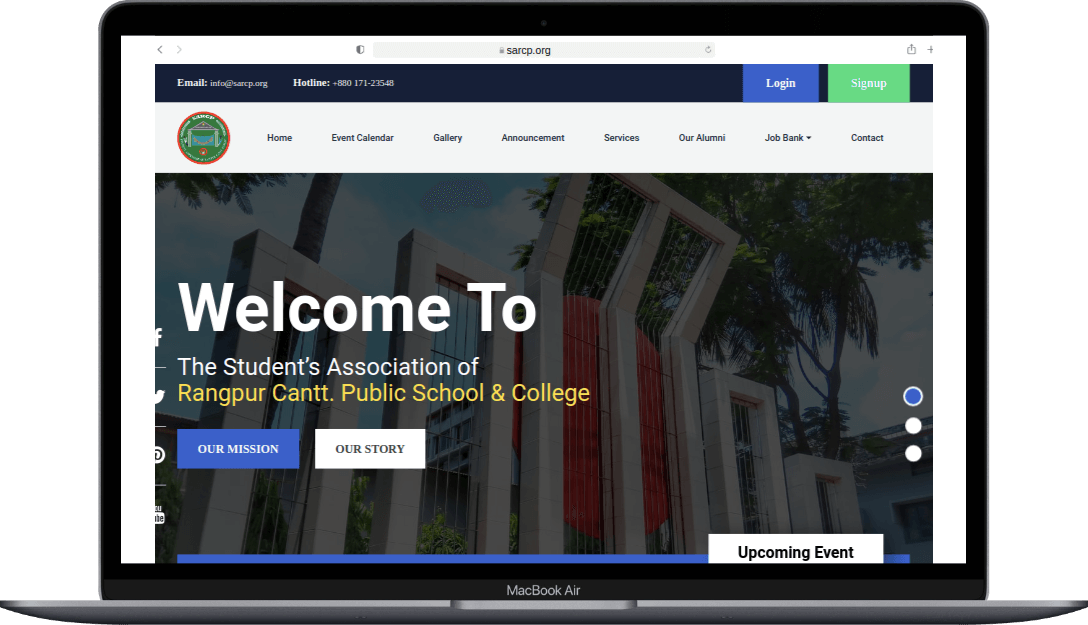 sarcp.org
Email: info@sarcp.org Hotline: +880 171-23548 Login Signup
SARCP
Home Event Calendar Gallery Announcement Services Our Alumni Job Bank Contact
Welcome To
The Student’s Association of
Rangpur Cantt. Public School & College
OUR MISSION OUR STORY
Upcoming Event
MacBook Air